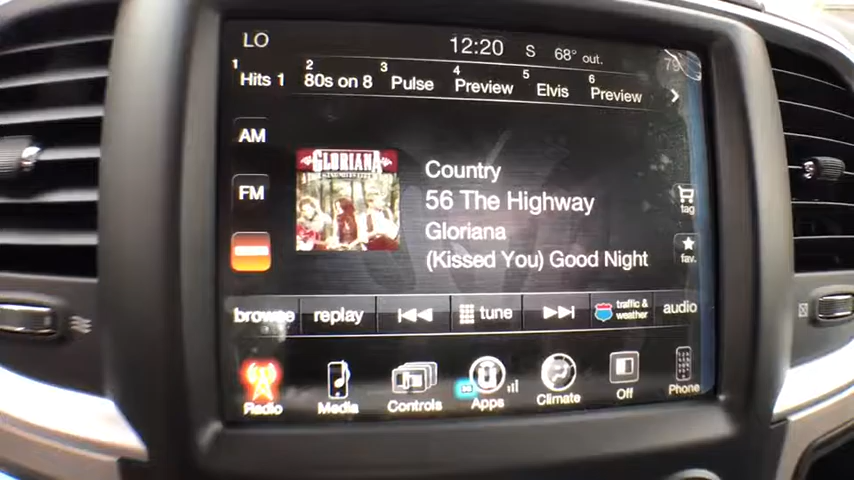 LO 12:20 S 68° out. 79
1 Hits 1 2 80s on 8 3 Pulse 4 Preview 5 Elvis 6 Preview
AM
FM
GLORIANA
Country
56 The Highway
Gloriana
(Kissed You) Good Night
tag
fav.
browse replay tune traffic & weather audio
Radio Media Controls Apps Climate Off Phone